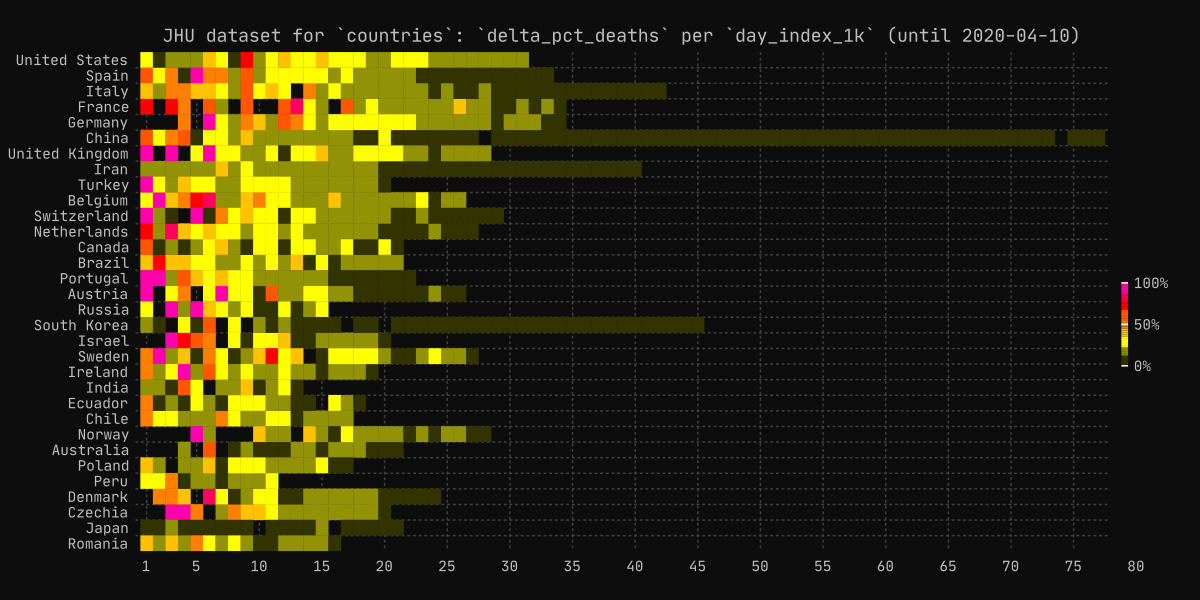 JHU dataset for `countries`: `delta_pct_deaths` per `day_index_1k` (until 2020-04-10)
United States
Spain
Italy
France
Germany
China
United Kingdom
Iran
Turkey
Belgium
Switzerland
Netherlands
Canada
Brazil
Portugal
Austria
Russia
South Korea
Israel
Sweden
Ireland
India
Ecuador
Chile
Norway
Australia
Poland
Peru
Denmark
Czechia
Japan
Romania
100%
50%
0%
1 5 10 15 20 25 30 35 40 45 50 55 60 65 70 75 80